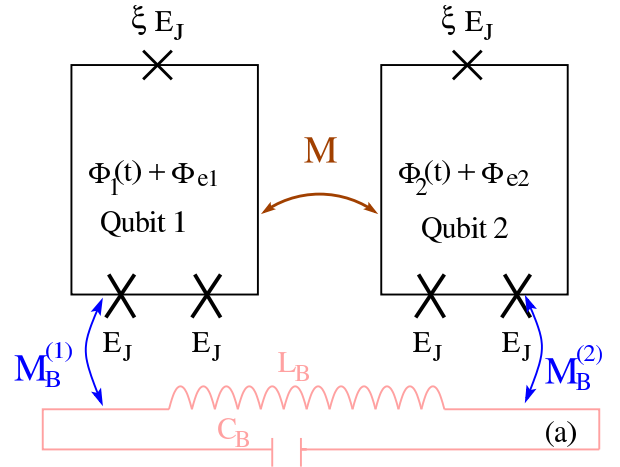 ξ E_J ξ E_J
M
Φ_1(t) + Φ_e1 Φ_2(t) + Φ_e2
Qubit 1 Qubit 2
E_J E_J E_J E_J
M_B^(1) L_B M_B^(2)
C_B (a)